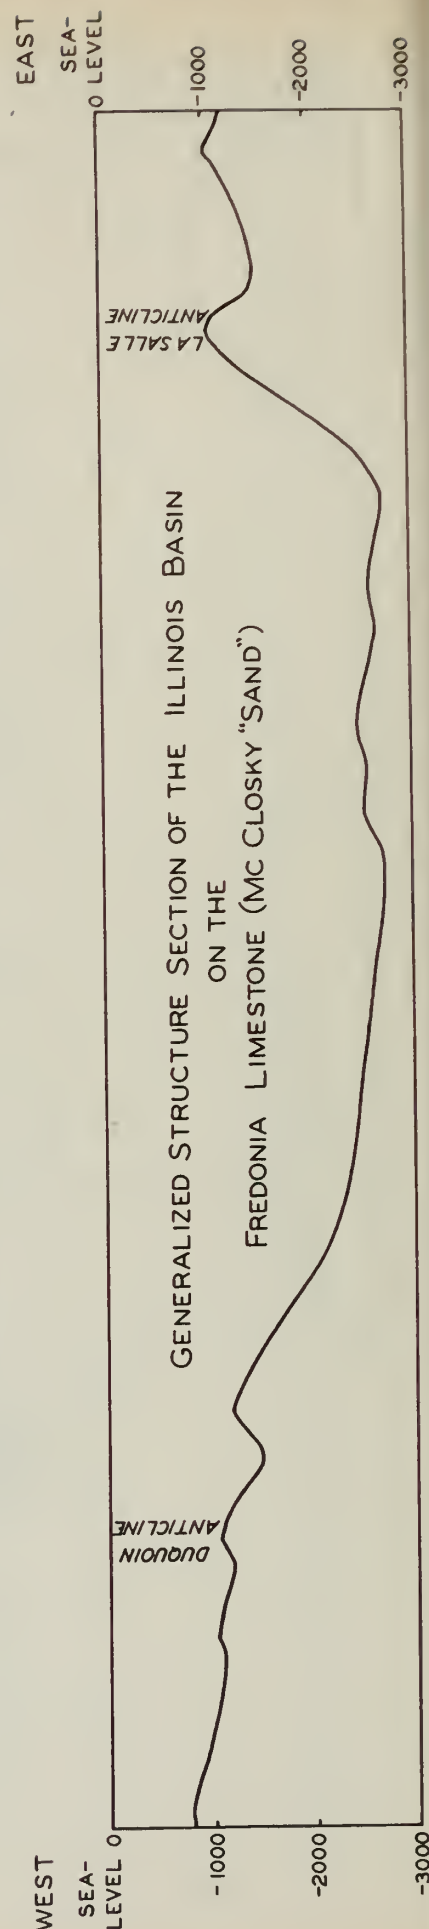 WEST
SEA-
LEVEL 0
-1000
-2000
-3000
DUQUOIN
ANTICLINE
GENERALIZED STRUCTURE SECTION OF THE ILLINOIS BASIN
ON THE
FREDONIA LIMESTONE (MC CLOSKY "SAND")
LA SALLE
ANTICLINE
EAST
SEA-
LEVEL
0
-1000
-2000
-3000